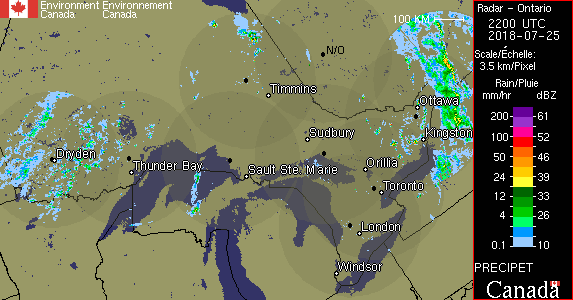 Environment Environnement
Canada Canada
100 KM
N/O
Timmins
Ottawa
Sudbury
Kingston
Dryden
Thunder Bay
Sault Ste. Marie
Orillia
Toronto
London
Windsor
Radar - Ontario
2200 UTC
2018-07-25
Scale/Échelle:
3.5 km/Pixel
Rain/Pluie
mm/hr dBZ
200 61
100 52
50 46
24 39
12 34
4 26
0.1 10
PRECIPET
Canada